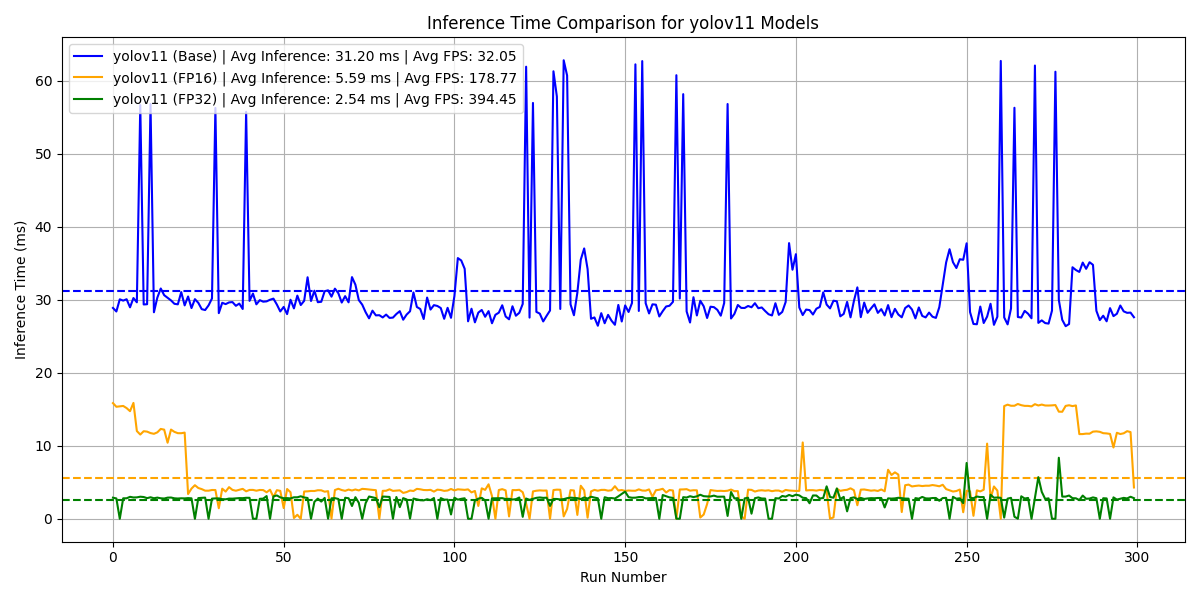 Inference Time Comparison for yolov11 Models
yolov11 (Base) | Avg Inference: 31.20 ms | Avg FPS: 32.05
yolov11 (FP16) | Avg Inference: 5.59 ms | Avg FPS: 178.77
yolov11 (FP32) | Avg Inference: 2.54 ms | Avg FPS: 394.45
Inference Time (ms)
60
50
40
30
20
10
0
0 50 100 150 200 250 300
Run Number